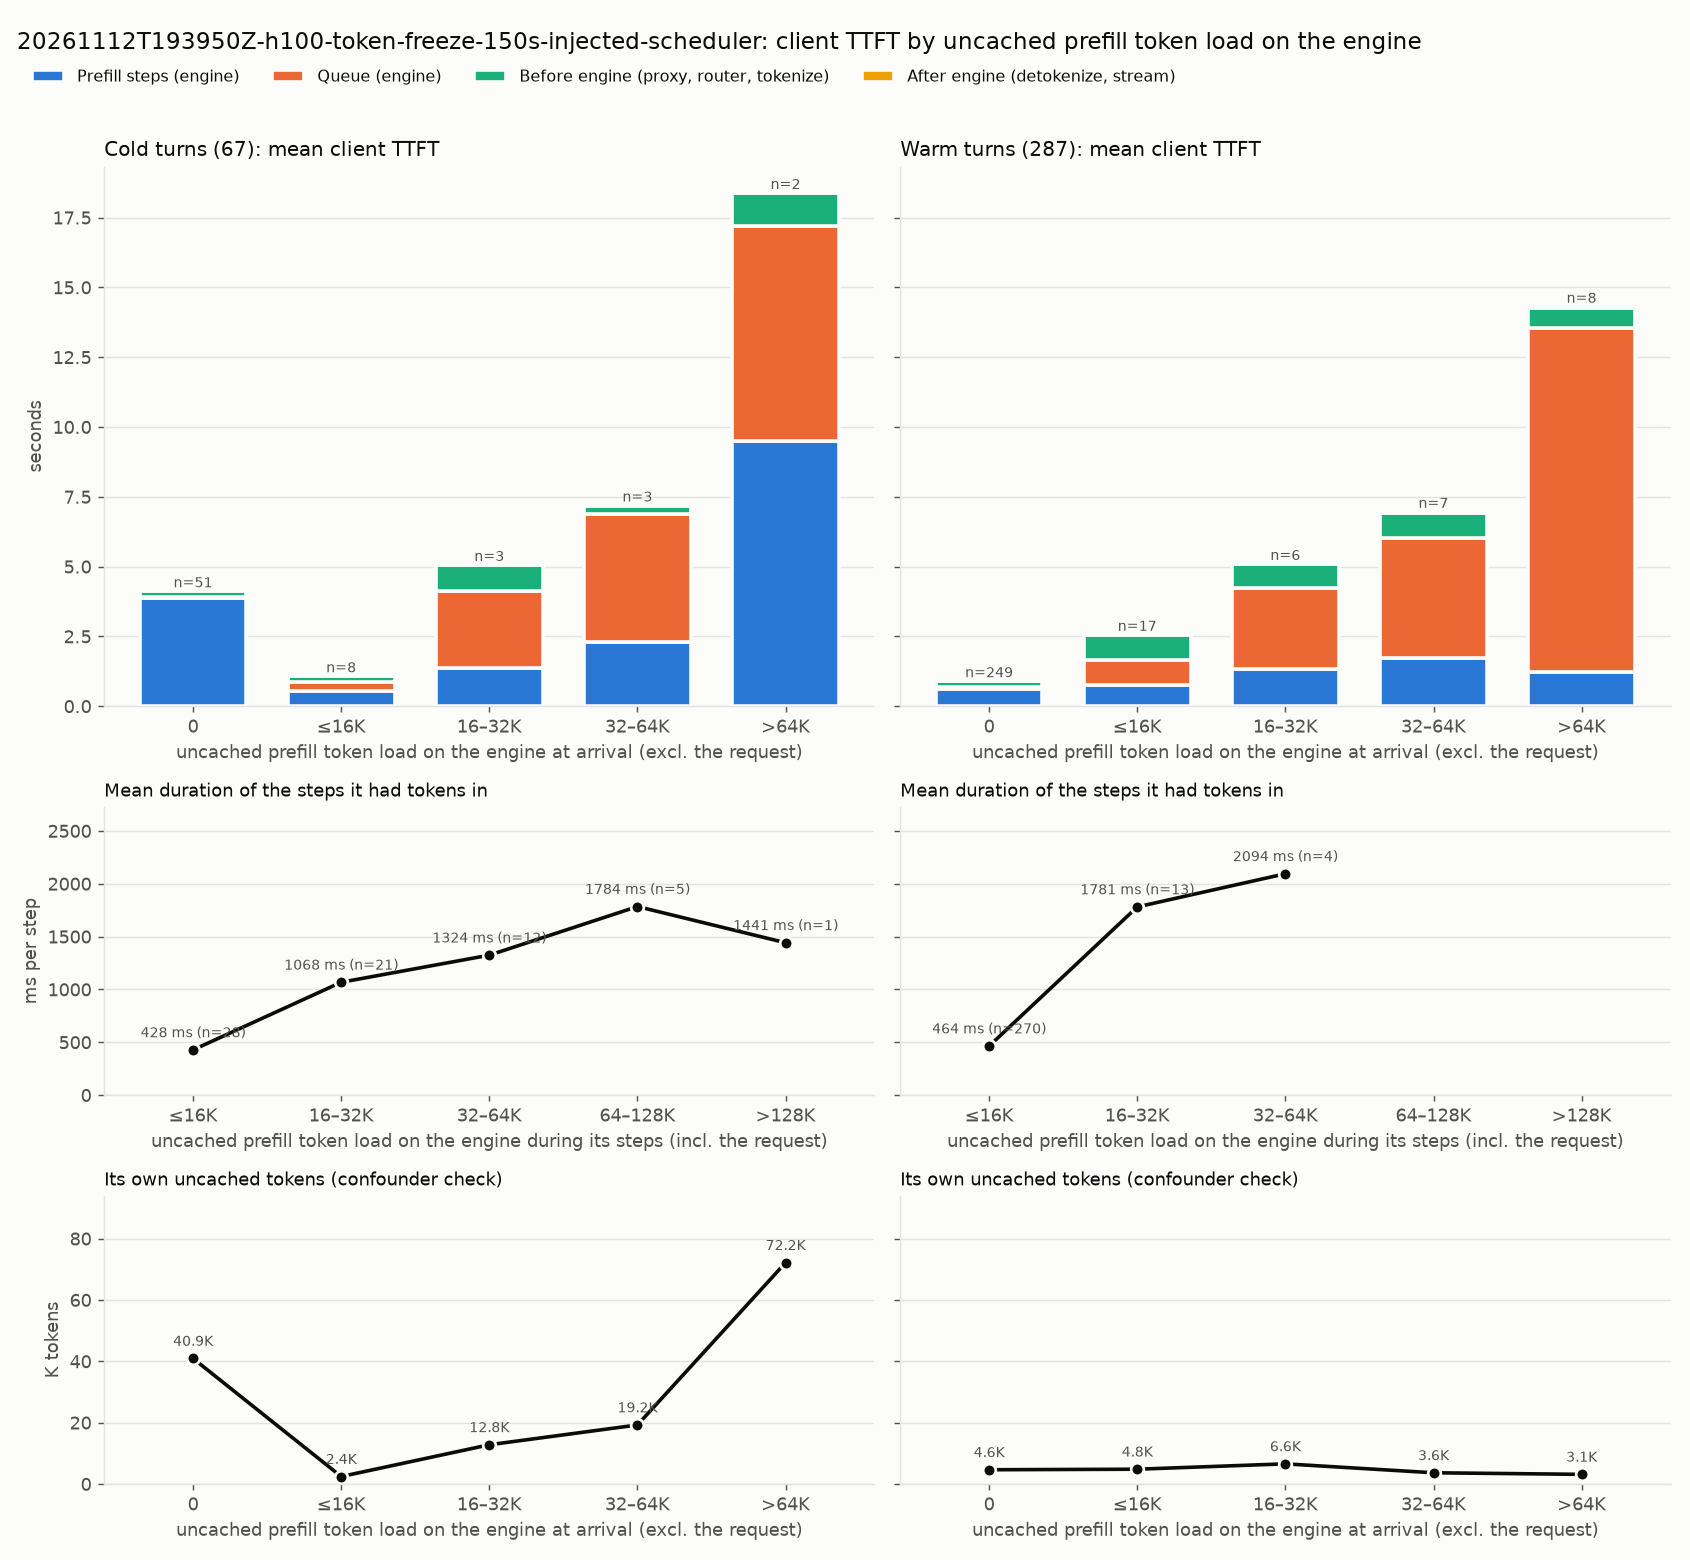 20261112T193950Z-h100-token-freeze-150s-injected-scheduler: client TTFT by uncached prefill token load on the engine
Prefill steps (engine) Queue (engine) Before engine (proxy, router, tokenize) After engine (detokenize, stream)
Cold turns (67): mean client TTFT
seconds
17.5
15.0
12.5
10.0
7.5
5.0
2.5
0.0
n=51
n=8
n=3
n=3
n=2
0 ≤16K 16–32K 32–64K >64K
uncached prefill token load on the engine at arrival (excl. the request)
Warm turns (287): mean client TTFT
n=249
n=17
n=6
n=7
n=8
0 ≤16K 16–32K 32–64K >64K
uncached prefill token load on the engine at arrival (excl. the request)
Mean duration of the steps it had tokens in
ms per step
2500
2000
1500
1000
500
0
428 ms (n=28)
1068 ms (n=21)
1324 ms (n=12)
1784 ms (n=5)
1441 ms (n=1)
≤16K 16–32K 32–64K 64–128K >128K
uncached prefill token load on the engine during its steps (incl. the request)
Mean duration of the steps it had tokens in
464 ms (n=270)
1781 ms (n=13)
2094 ms (n=4)
≤16K 16–32K 32–64K 64–128K >128K
uncached prefill token load on the engine during its steps (incl. the request)
Its own uncached tokens (confounder check)
K tokens
80
60
40
20
0
40.9K
2.4K
12.8K
19.2K
72.2K
0 ≤16K 16–32K 32–64K >64K
uncached prefill token load on the engine at arrival (excl. the request)
Its own uncached tokens (confounder check)
4.6K
4.8K
6.6K
3.6K
3.1K
0 ≤16K 16–32K 32–64K >64K
uncached prefill token load on the engine at arrival (excl. the request)